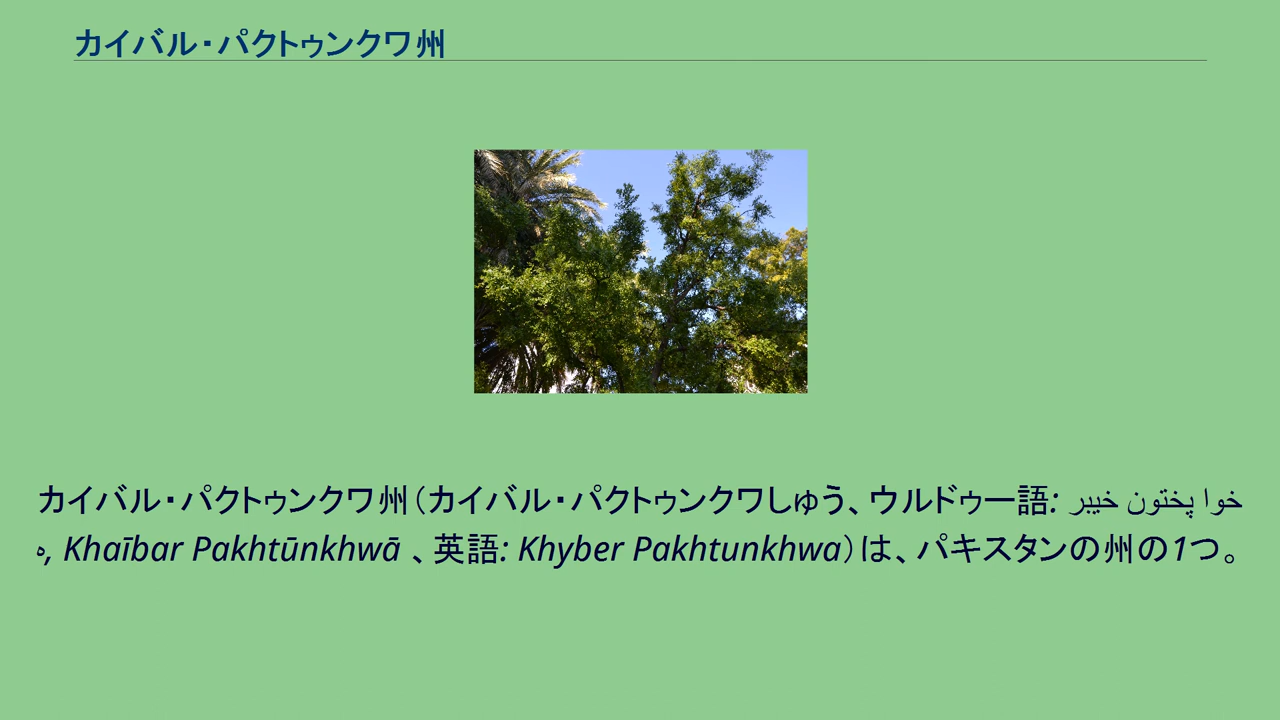 カイバル・パクトゥンクワ州
カイバル・パクトゥンクワ州（カイバル・パクトゥンクワしゅう、ウルドゥー語: خیبر پختون خوا
ہ, Khaībar Pakhtūnkhwā 、英語: Khyber Pakhtunkhwa）は、パキスタンの州の1つ。